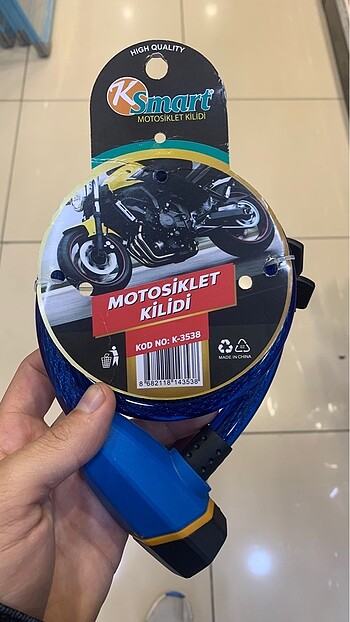 HIGH QUALITY
K Smart
MOTOSİKLET KİLİDİ
MOTOSİKLET
KİLİDİ
KOD NO: K-3538
MADE IN CHINA
8 682118 143538